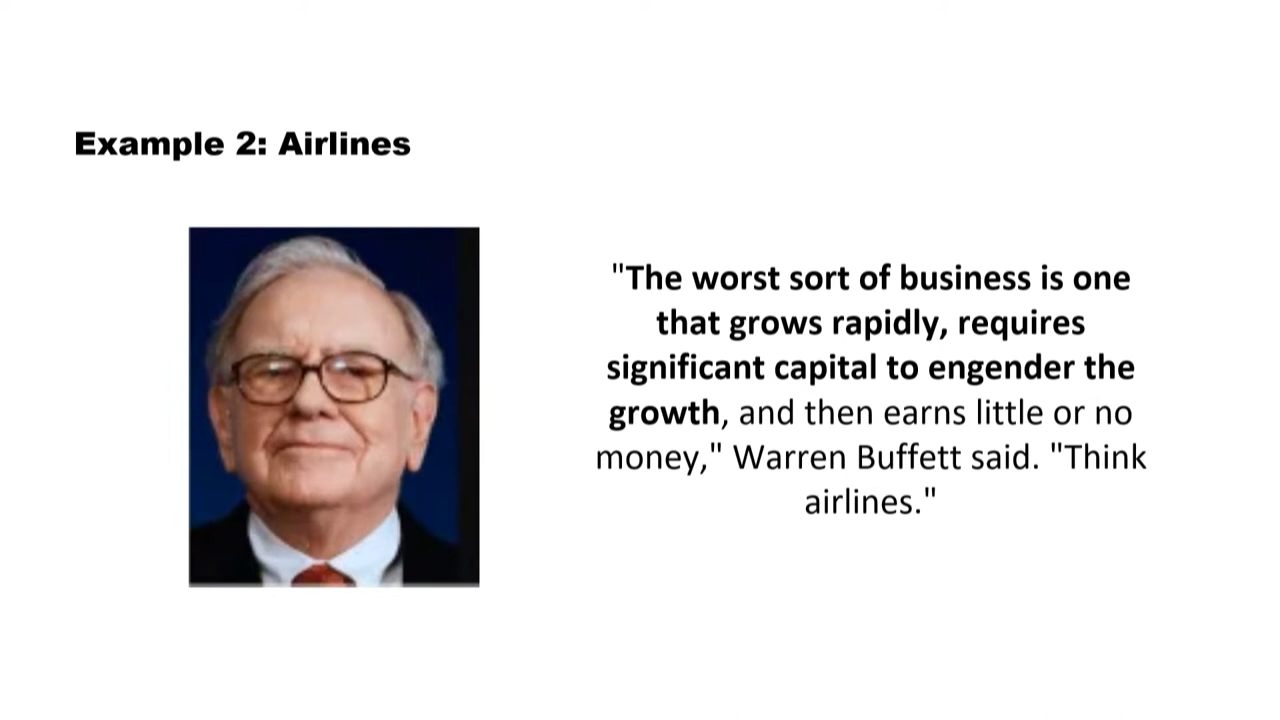 Example 2: Airlines
"The worst sort of business is one
that grows rapidly, requires
significant capital to engender the
growth, and then earns little or no
money," Warren Buffett said. "Think
airlines."